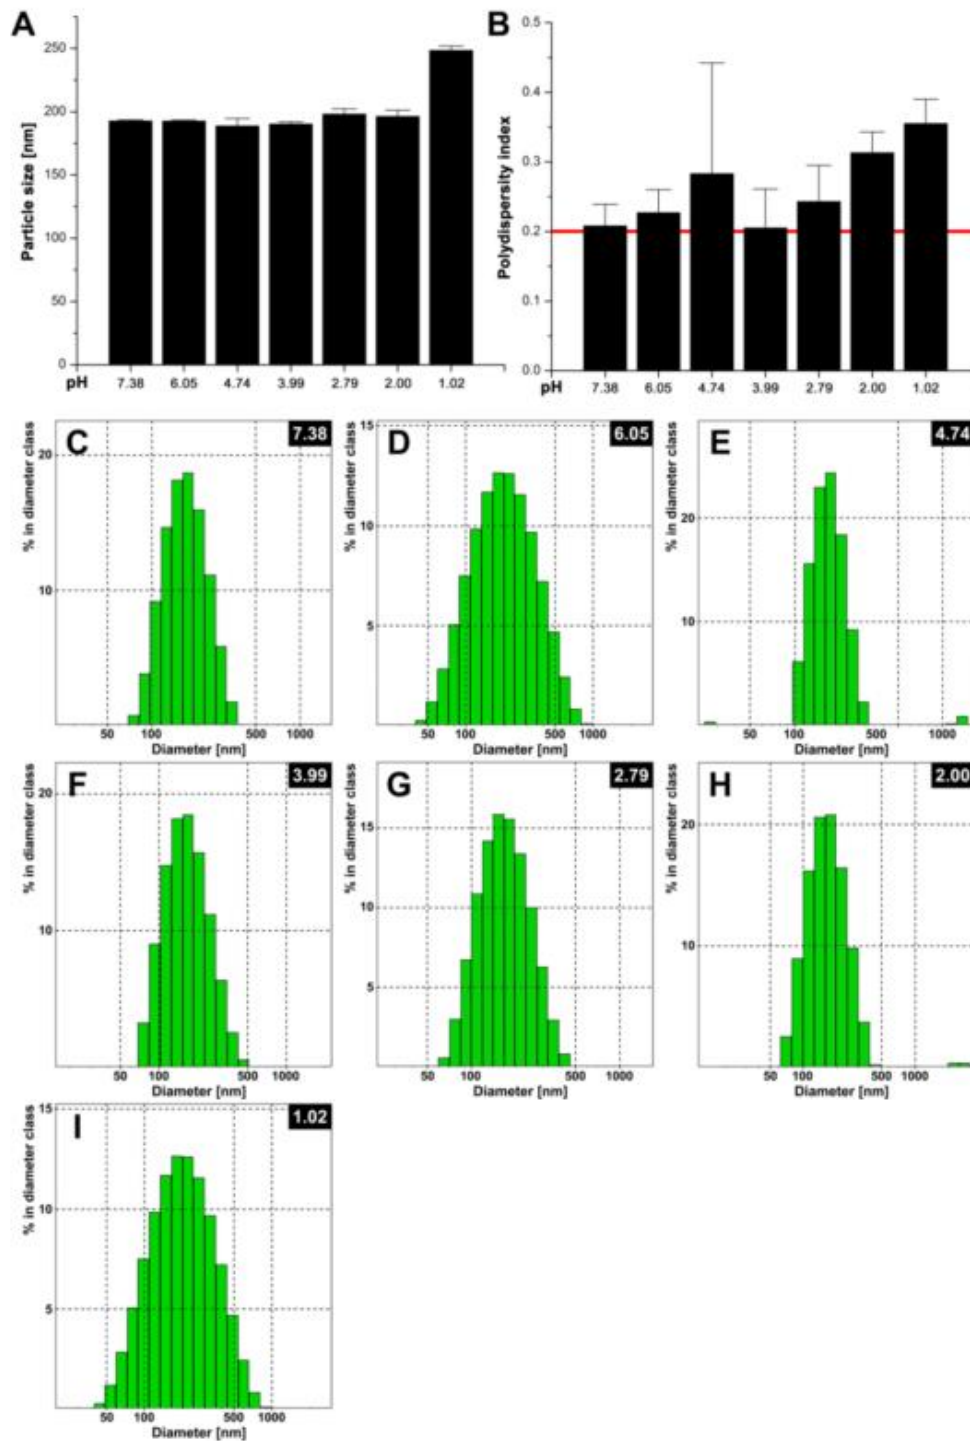 A
Particle size [nm]
250
200
150
100
50
0
pH
7.38 6.05 4.74 3.99 2.79 2.00 1.02
B
Polydispersity index
0.5
0.4
0.3
0.2
0.1
0.0
pH
7.38 6.05 4.74 3.99 2.79 2.00 1.02
C
7.38
% in diameter class
20
10
50 100 500 1000
Diameter [nm]
D
6.05
% in diameter class
15
10
5
50 100 500 1000
Diameter [nm]
E
4.74
% in diameter class
20
10
50 100 500 1000
Diameter [nm]
F
3.99
% in diameter class
20
10
50 100 500 1000
Diameter [nm]
G
2.79
% in diameter class
15
10
5
50 100 500 1000
Diameter [nm]
H
2.00
% in diameter class
20
10
50 100 500 1000
Diameter [nm]
I
1.02
% in diameter class
15
10
5
50 100 500 1000
Diameter [nm]